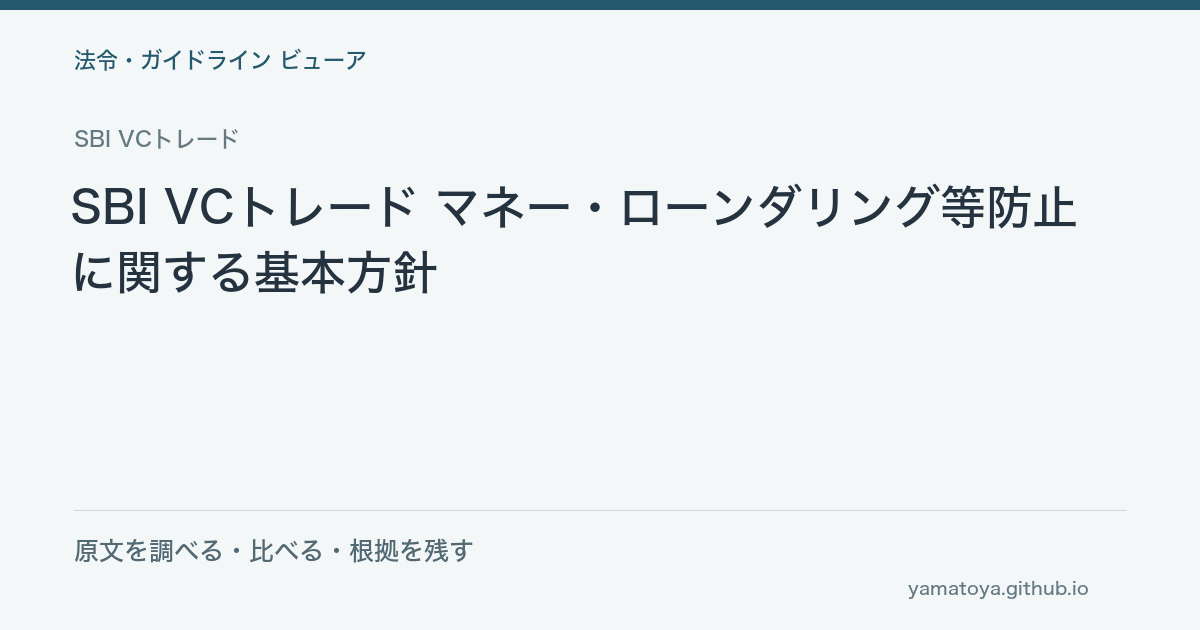 法令・ガイドライン ビューア
SBI VCトレード
SBI VCトレード マネー・ローンダリング等防止
に関する基本方針
原文を調べる・比べる・根拠を残す
yamatoya.github.io